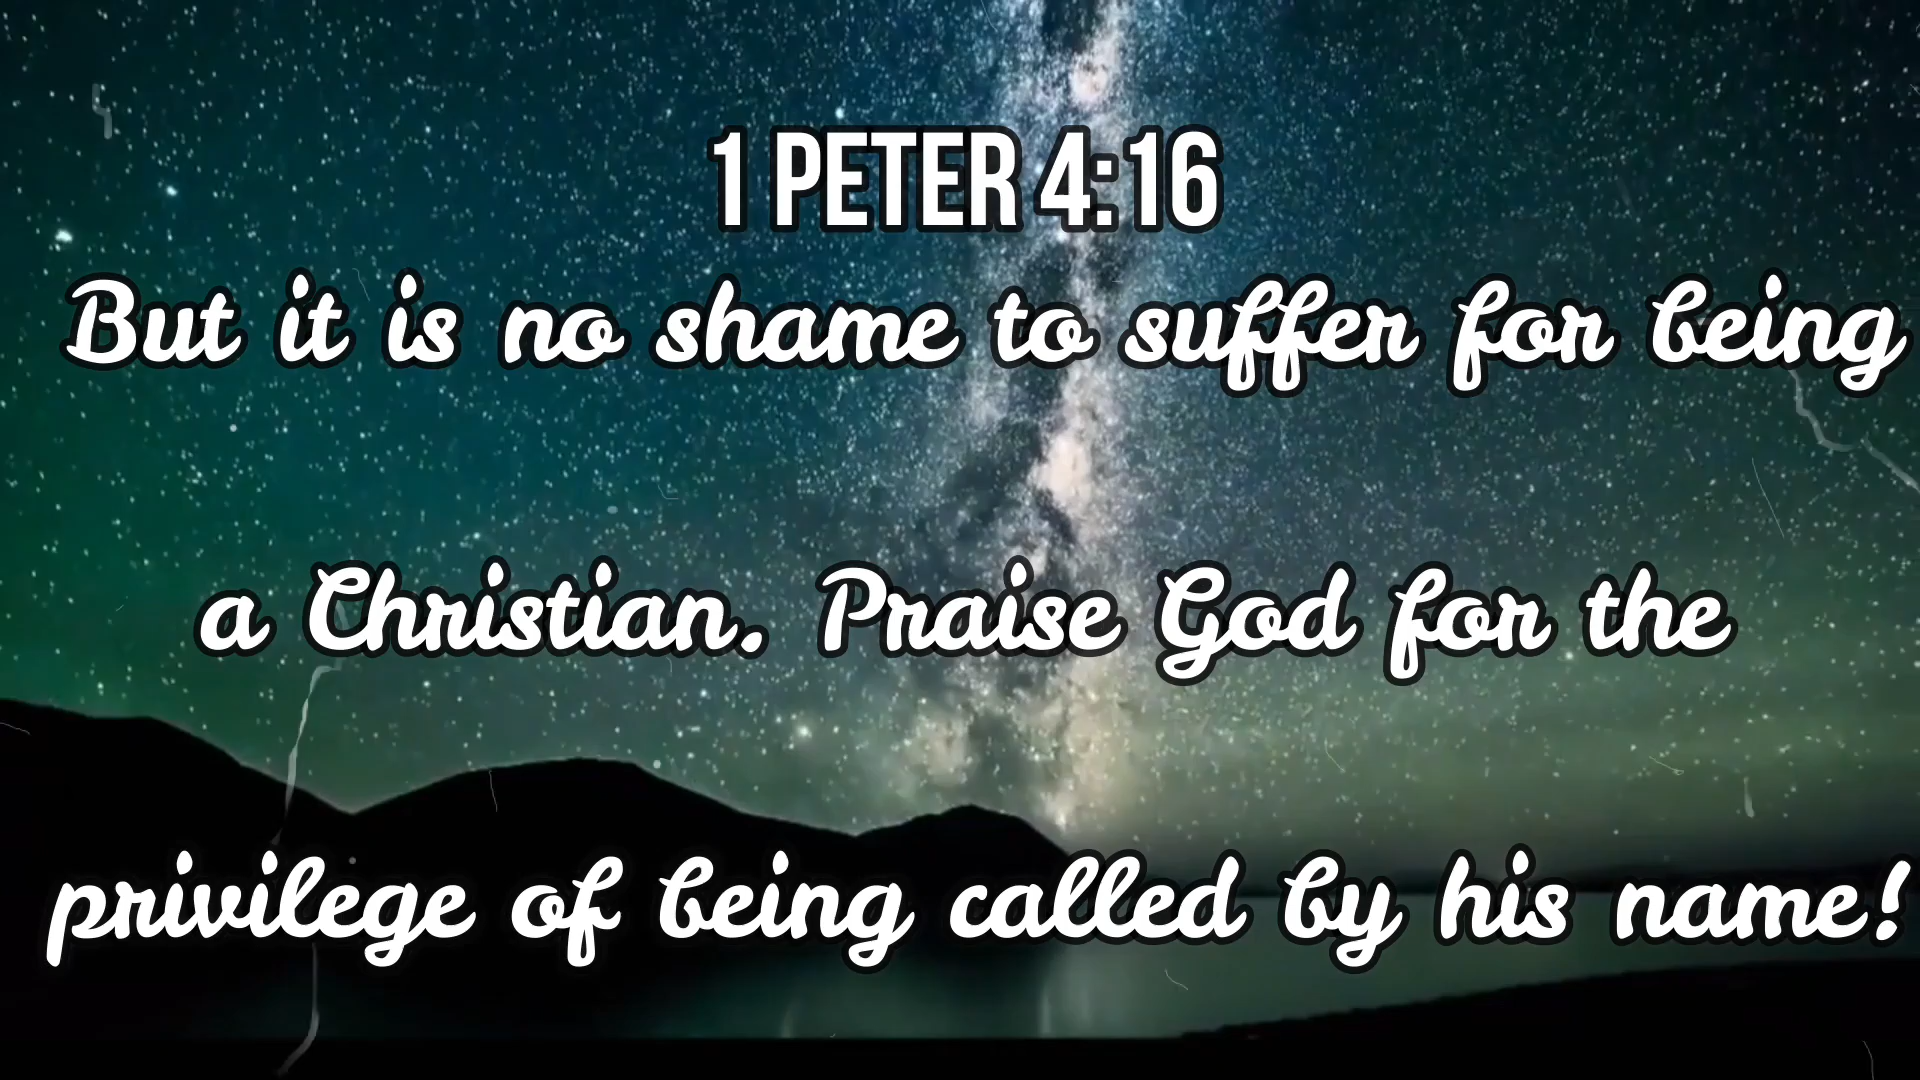 1 PETER 4:16
But it is no shame to suffer for being
a Christian. Praise God for the
privilege of being called by his name!